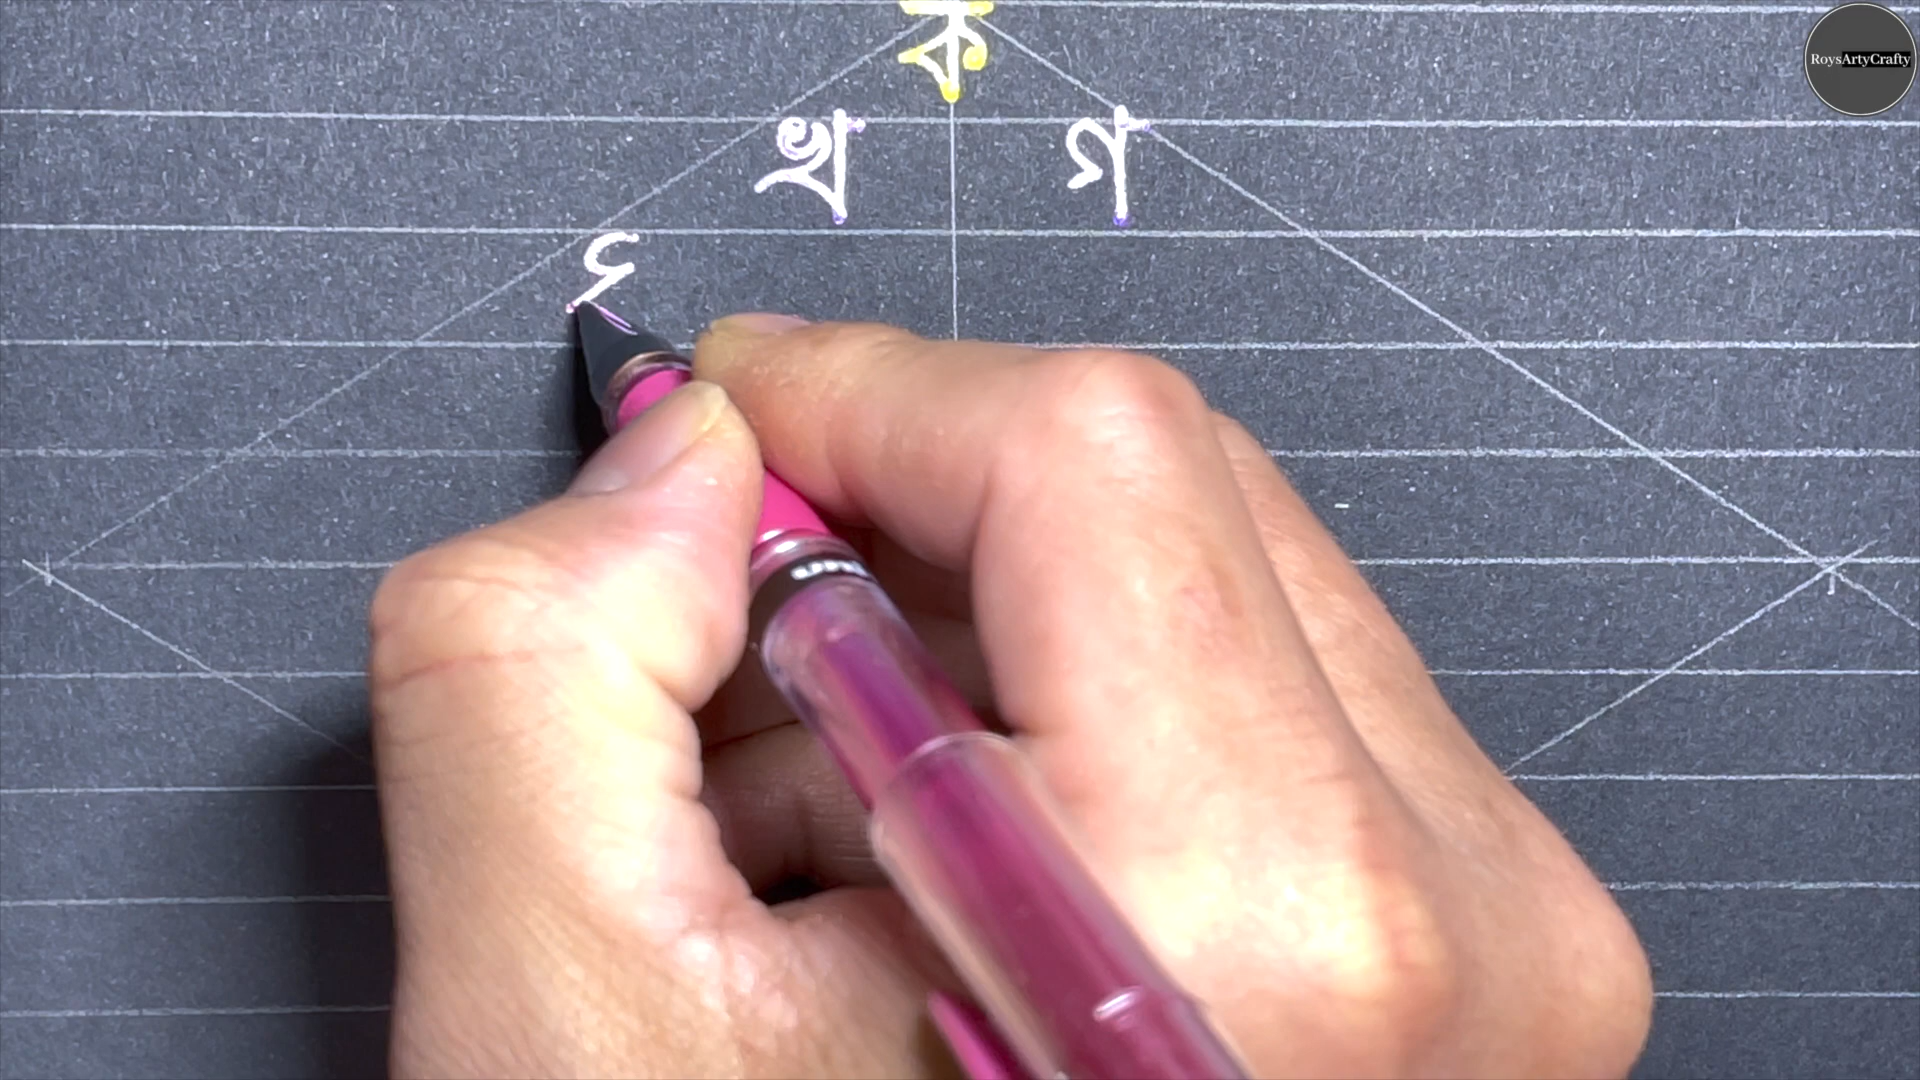 RoysArtyCrafty
ক
খ গ